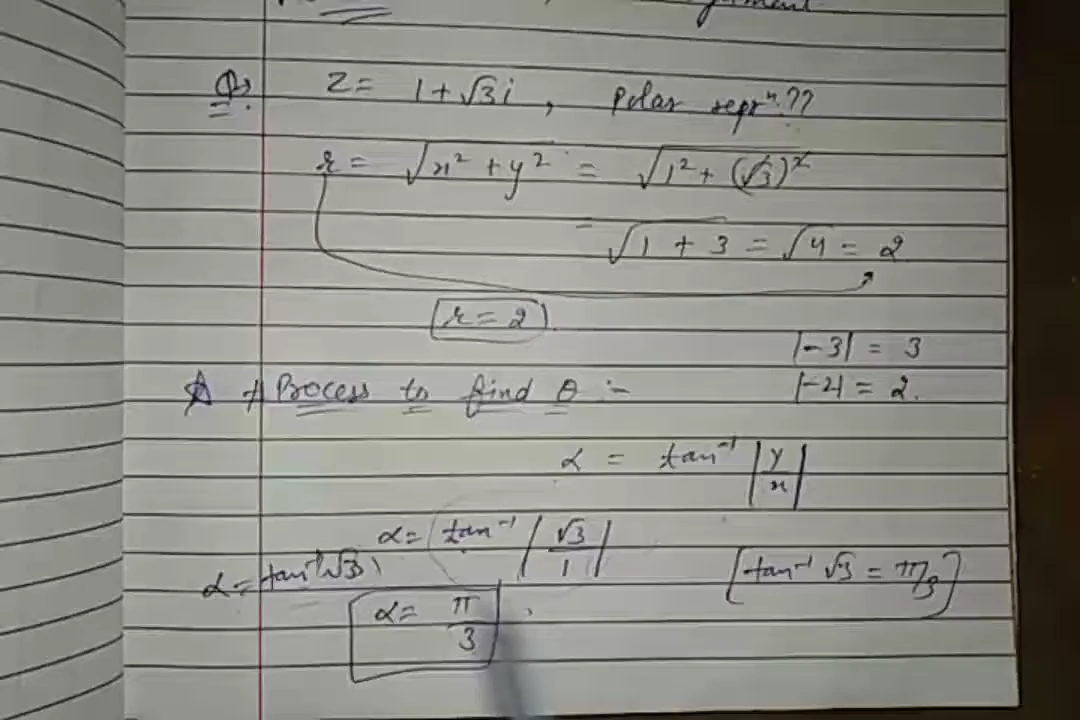 Q. Z = 1 + √3i , Polar reprⁿ.??
r = √x² + y² = √1² + (√3)²
= √1 + 3 = √4 = 2
r = 2
|-3| = 3
|-2| = 2.
* Process to find θ :-
α = tan⁻¹ |y/x|
α = tan⁻¹ |√3/1|
α = tan⁻¹(√3) [tan⁻¹ √3 = π/3]
α = π/3